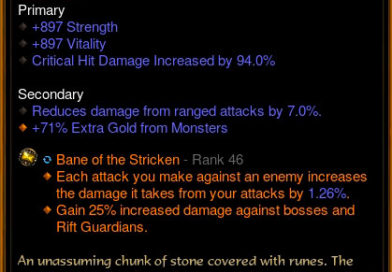 Primary
+897 Strength
+897 Vitality
Critical Hit Damage Increased by 94.0%
Secondary
Reduces damage from ranged attacks by 7.0%.
+71% Extra Gold from Monsters
Bane of the Stricken - Rank 46
Each attack you make against an enemy increases
the damage it takes from your attacks by 1.26%.
Gain 25% increased damage against bosses and
Rift Guardians.
An unassuming chunk of stone covered with runes. The